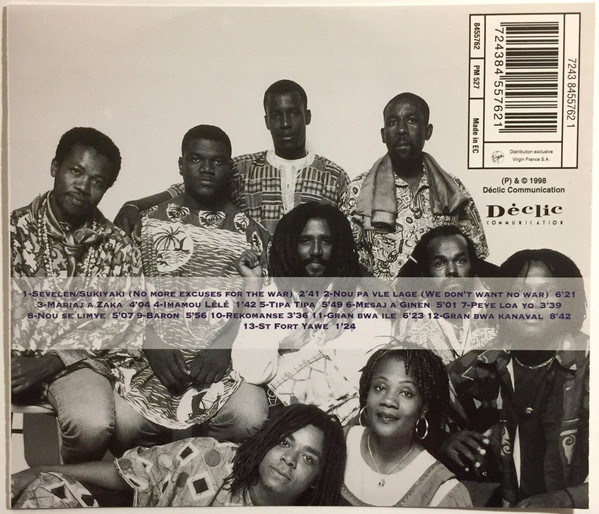 8455762
PM 527
Made in EC
7 24384 55762 1
7243 8455762 1
Virgin
Distribution exclusive
Virgin France S.A.
(P) & © 1998
Déclic Communication
Dèclic
COMMUNICATION
1-Sevelen/Sukiyaki (No more excuses for the war) 2'41 2-Nou pa vle lage (We don't want no war) 6'21
3-Mariaj a Zaka 4'04 4-Imamou Lélé 1'42 5-Tipa Tipa 5'49 6-Mesaj a Ginen 5'01 7-Peye loa yo 3'39
8-Nou se limye 5'07 9-Baron 5'56 10-Rekomanse 3'36 11-Gran bwa ile 6'23 12-Gran bwa kanaval 8'42
13-St Fort Yawe 1'24